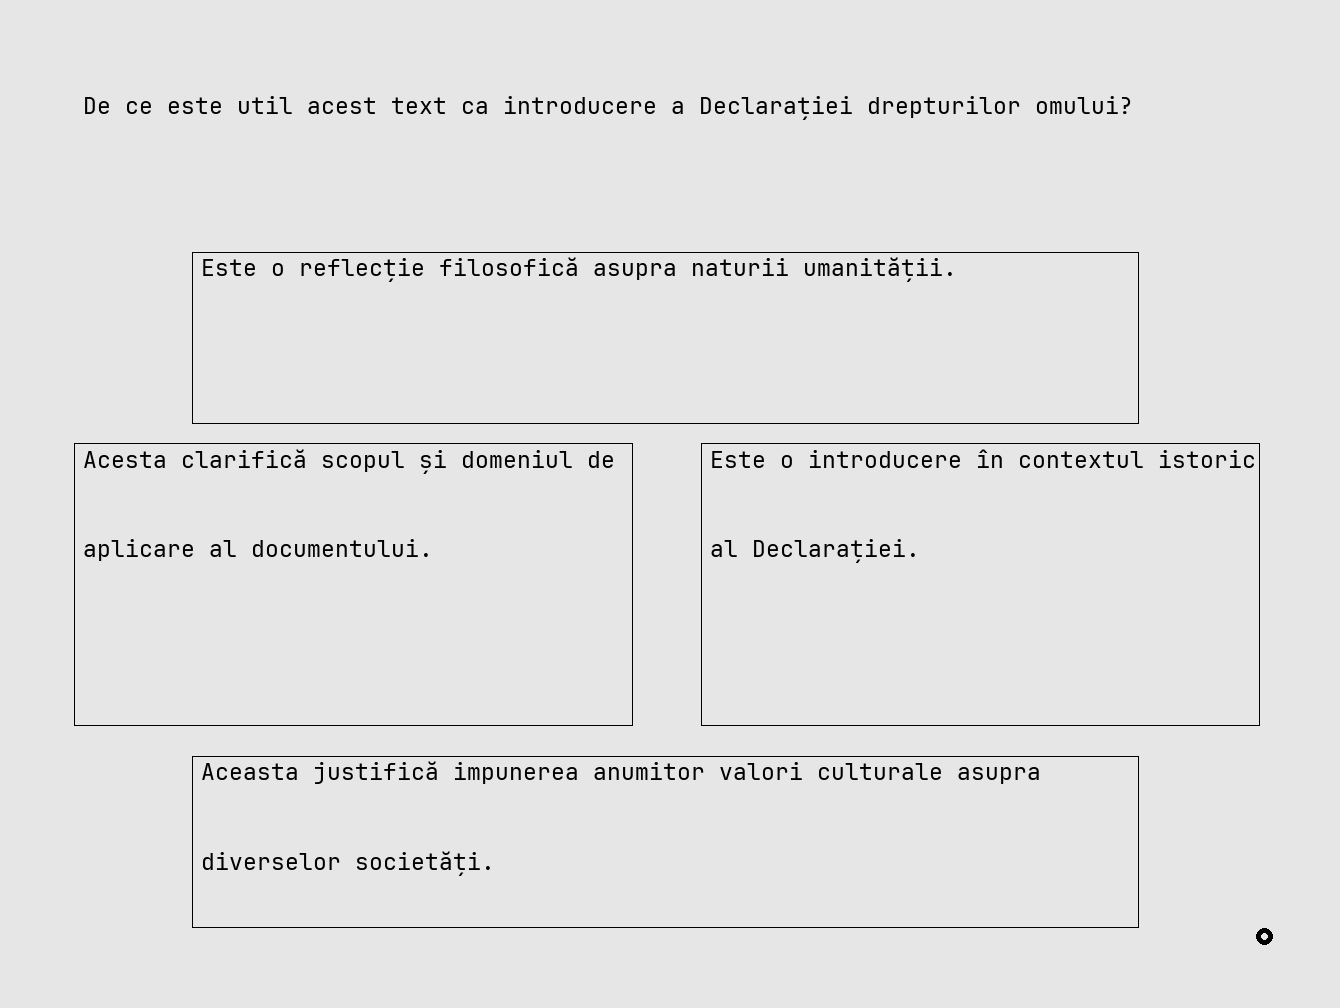 De ce este util acest text ca introducere a Declarației drepturilor omului?
Este o reflecție filosofică asupra naturii umanității.
Acesta clarifică scopul și domeniul de
aplicare al documentului.
Este o introducere în contextul istoric
al Declarației.
Aceasta justifică impunerea anumitor valori culturale asupra
diverselor societăți.